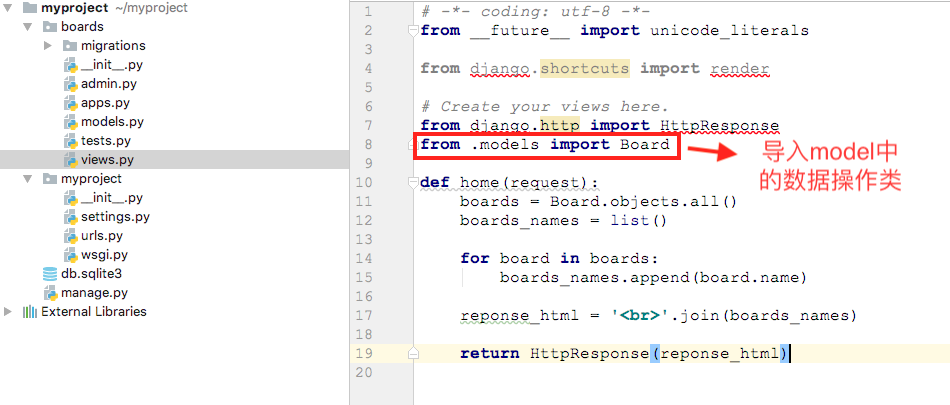 myproject ~/myproject
boards
migrations
__init__.py
admin.py
apps.py
models.py
tests.py
views.py
myproject
__init__.py
settings.py
urls.py
wsgi.py
db.sqlite3
manage.py
External Libraries
1 # -*- coding: utf-8 -*-
2 from __future__ import unicode_literals
3
4 from django.shortcuts import render
5
6 # Create your views here.
7 from django.http import HttpResponse
8 from .models import Board
9
10 def home(request):
11 boards = Board.objects.all()
12 boards_names = list()
13
14 for board in boards:
15 boards_names.append(board.name)
16
17 reponse_html = '<br>'.join(boards_names)
18
19 return HttpResponse(reponse_html)
20
导入model中
的数据操作类